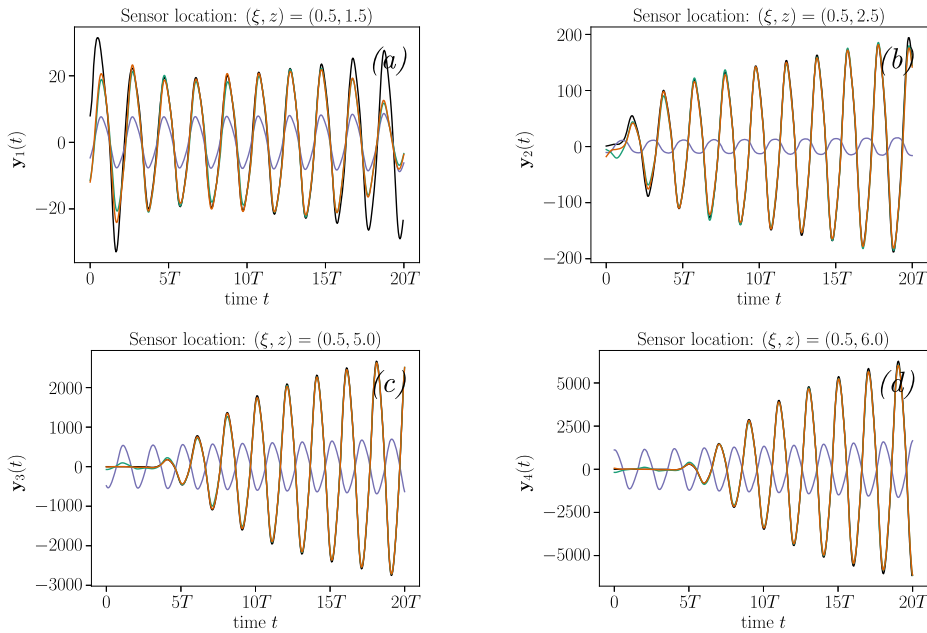 Sensor location: (ξ, z) = (0.5, 1.5)
(a)
20
0
−20
y₁(t)
0 5T 10T 15T 20T
time t
Sensor location: (ξ, z) = (0.5, 2.5)
(b)
200
100
0
−100
−200
y₂(t)
0 5T 10T 15T 20T
time t
Sensor location: (ξ, z) = (0.5, 5.0)
(c)
2000
1000
0
−1000
−2000
−3000
y₃(t)
0 5T 10T 15T 20T
time t
Sensor location: (ξ, z) = (0.5, 6.0)
(d)
5000
2500
0
−2500
−5000
y₄(t)
0 5T 10T 15T 20T
time t